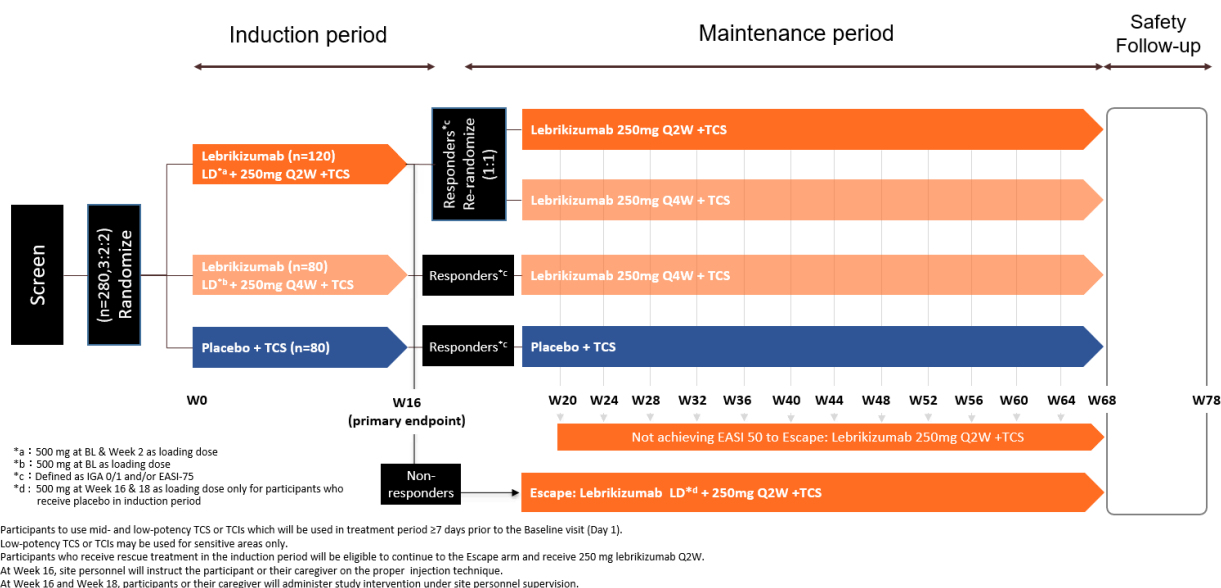 Induction period
Maintenance period
Safety
Follow-up
Screen
(n=280,3:2:2)
Randomize
Lebrikizumab (n=120)
LD*a + 250mg Q2W +TCS
Lebrikizumab (n=80)
LD*b + 250mg Q4W + TCS
Placebo + TCS (n=80)
Responders*c
Re-randomize
(1:1)
Responders*c
Responders*c
Lebrikizumab 250mg Q2W +TCS
Lebrikizumab 250mg Q4W + TCS
Lebrikizumab 250mg Q4W + TCS
Placebo + TCS
W0
W16
(primary endpoint)
W20 W24 W28 W32 W36 W40 W44 W48 W52 W56 W60 W64 W68
W78
Not achieving EASI 50 to Escape: Lebrikizumab 250mg Q2W +TCS
Non-
responders
Escape: Lebrikizumab LD*d + 250mg Q2W +TCS
*a : 500 mg at BL & Week 2 as loading dose
*b : 500 mg at BL as loading dose
*c : Defined as IGA 0/1 and/or EASI-75
*d : 500 mg at Week 16 & 18 as loading dose only for participants who
receive placebo in induction period
Participants to use mid- and low-potency TCS or TCIs which will be used in treatment period ≥7 days prior to the Baseline visit (Day 1).
Low-potency TCS or TCIs may be used for sensitive areas only.
Participants who receive rescue treatment in the induction period will be eligible to continue to the Escape arm and receive 250 mg lebrikizumab Q2W.
At Week 16, site personnel will instruct the participant or their caregiver on the proper injection technique.
At Week 16 and Week 18, participants or their caregiver will administer study intervention under site personnel supervision.